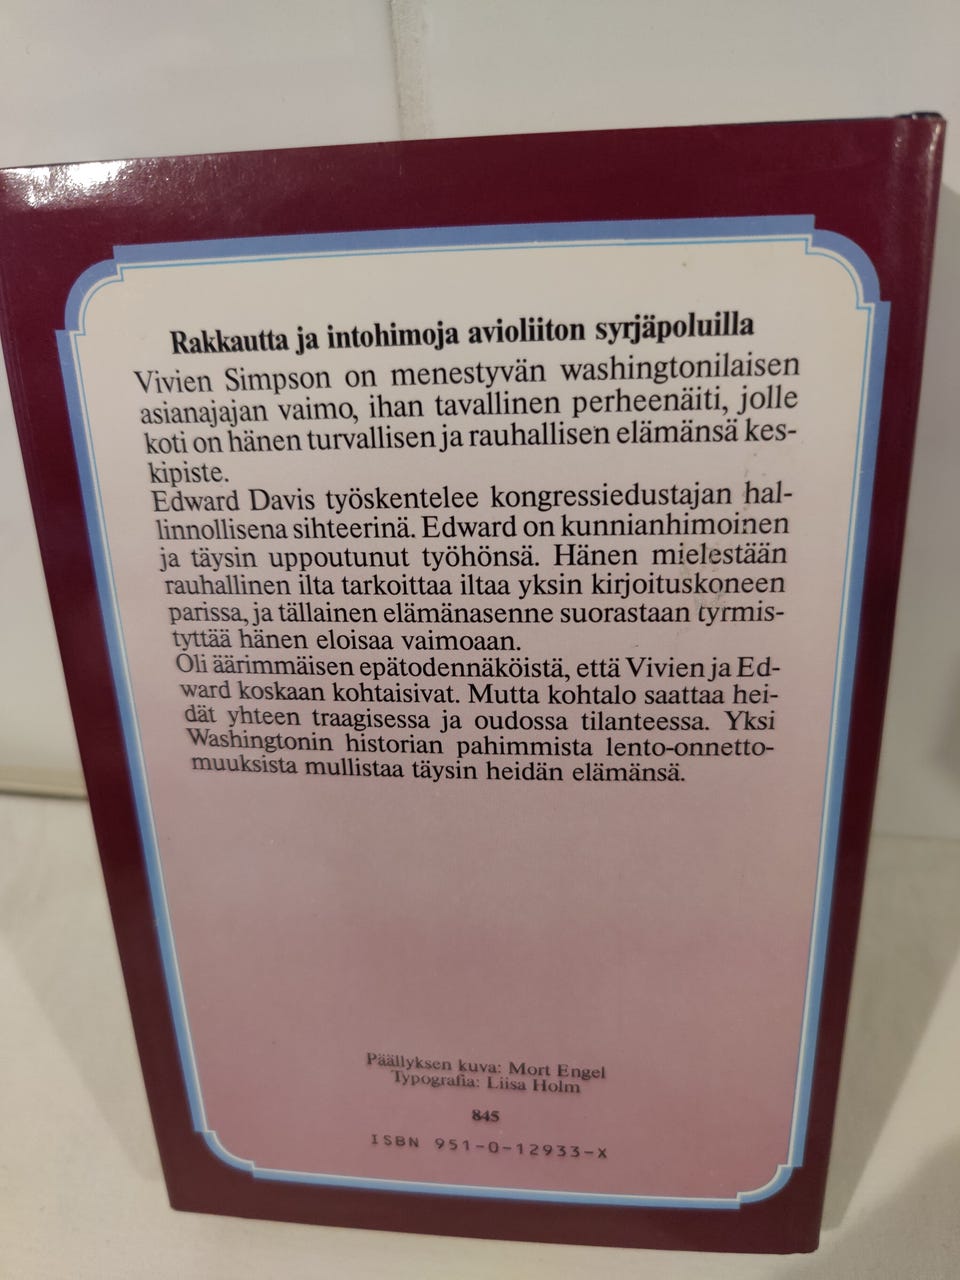 Rakkautta ja intohimoja avioliiton syrjäpoluilla
Vivien Simpson on menestyvän washingtonilaisen
asianajajan vaimo, ihan tavallinen perheenäiti, jolle
koti on hänen turvallisen ja rauhallisen elämänsä kes-
kipiste.
Edward Davis työskentelee kongressiedustajan hal-
linnollisena sihteerinä. Edward on kunnianhimoinen
ja täysin uppoutunut työhönsä. Hänen mielestään
rauhallinen ilta tarkoittaa iltaa yksin kirjoituskoneen
parissa, ja tällainen elämänasenne suorastaan tyrmis-
tyttää hänen eloisaa vaimoaan.
Oli äärimmäisen epätodennäköistä, että Vivien ja Ed-
ward koskaan kohtaisivat. Mutta kohtalo saattaa hei-
dät yhteen traagisessa ja oudossa tilanteessa. Yksi
Washingtonin historian pahimmista lento-onnetto-
muuksista mullistaa täysin heidän elämänsä.
Päällyksen kuva: Mort Engel
Typografia: Liisa Holm
845
ISBN 951-0-12933-X